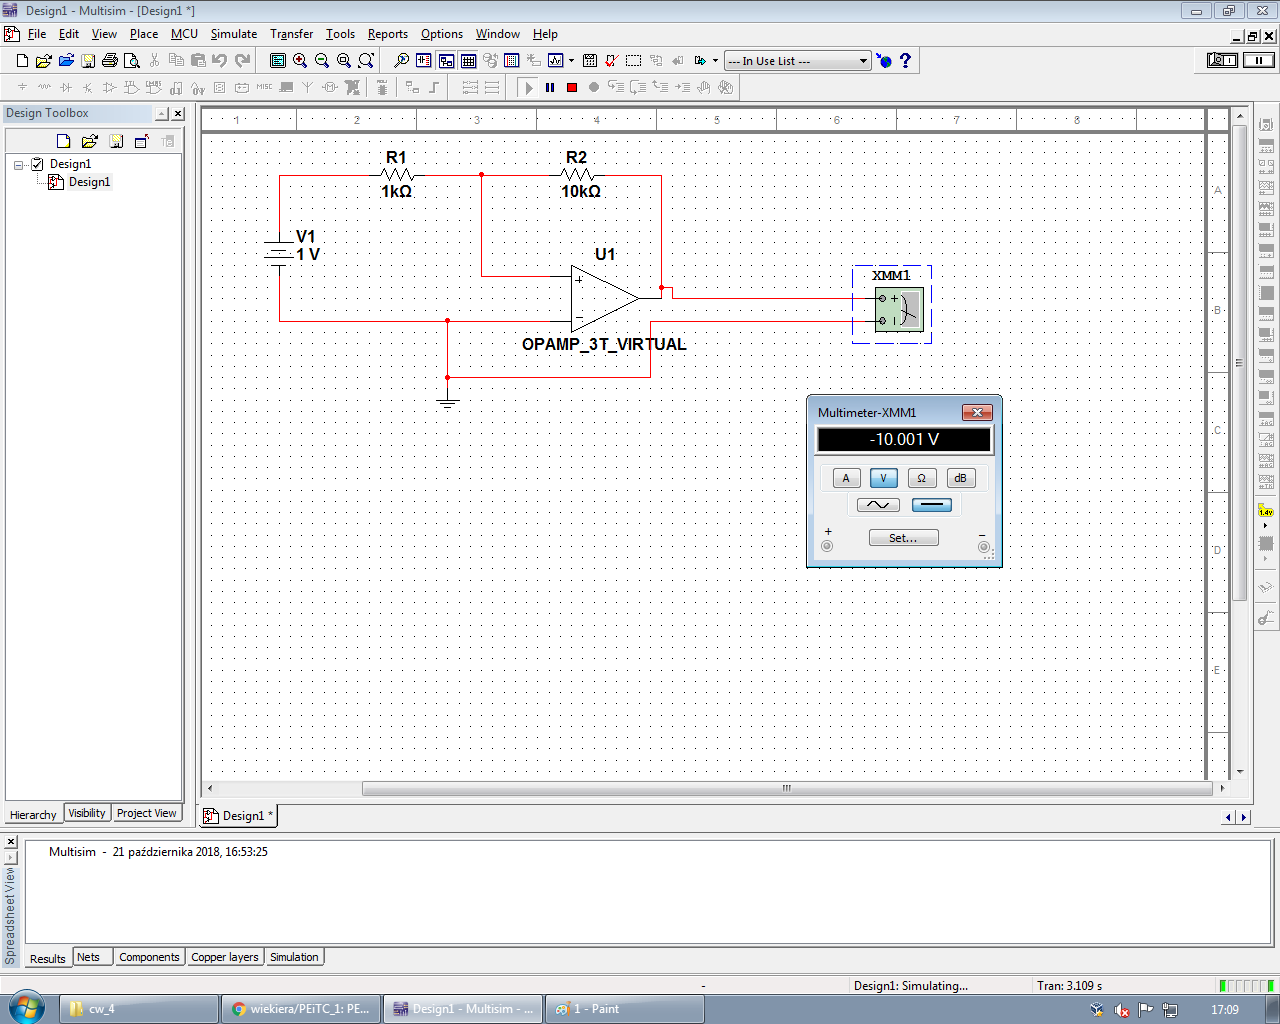 Design1 - Multisim - [Design1 *]
File Edit View Place MCU Simulate Transfer Tools Reports Options Window Help
--- In Use List ---
MISC
Design Toolbox
Design1
Design1
Hierarchy Visibility Project View
1 2 3 4 5 6 7 8
A
B
C
D
E
R1
1kΩ
R2
10kΩ
V1
1 V
U1
+
−
OPAMP_3T_VIRTUAL
XMM1
Multimeter-XMM1
-10.001 V
A V Ω dB
+ −
Set...
1.4v
Design1 *
Multisim - 21 października 2018, 16:53:25
Spreadsheet View
Results Nets Components Copper layers Simulation
- Design1: Simulating... Tran: 3.109 s
cw_4 wiekiera/PEiTC_1: PE... Design1 - Multisim - ... 1 - Paint 17:09